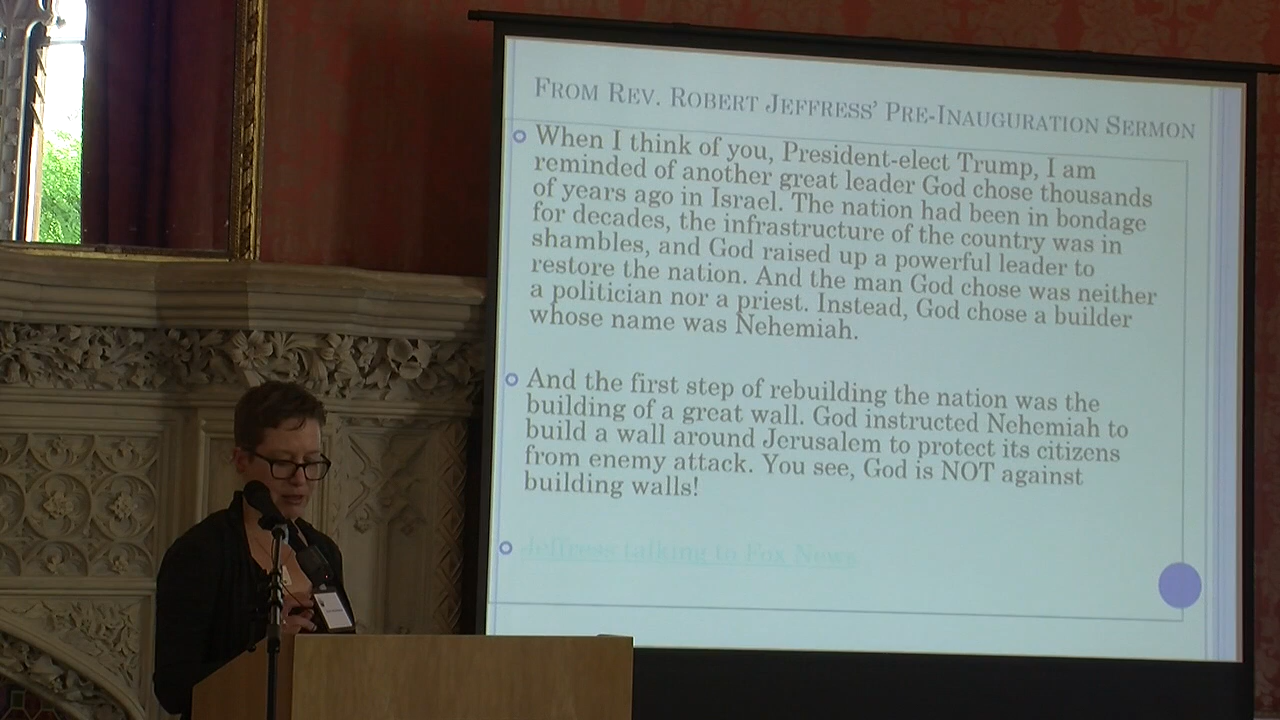 From Rev. Robert Jeffress' Pre-Inauguration Sermon
When I think of you, President-elect Trump, I am
reminded of another great leader God chose thousands
of years ago in Israel. The nation had been in bondage
for decades, the infrastructure of the country was in
shambles, and God raised up a powerful leader to
restore the nation. And the man God chose was neither
a politician nor a priest. Instead, God chose a builder
whose name was Nehemiah.
And the first step of rebuilding the nation was the
building of a great wall. God instructed Nehemiah to
build a wall around Jerusalem to protect its citizens
from enemy attack. You see, God is NOT against
building walls!
Jeffress talking to Fox News